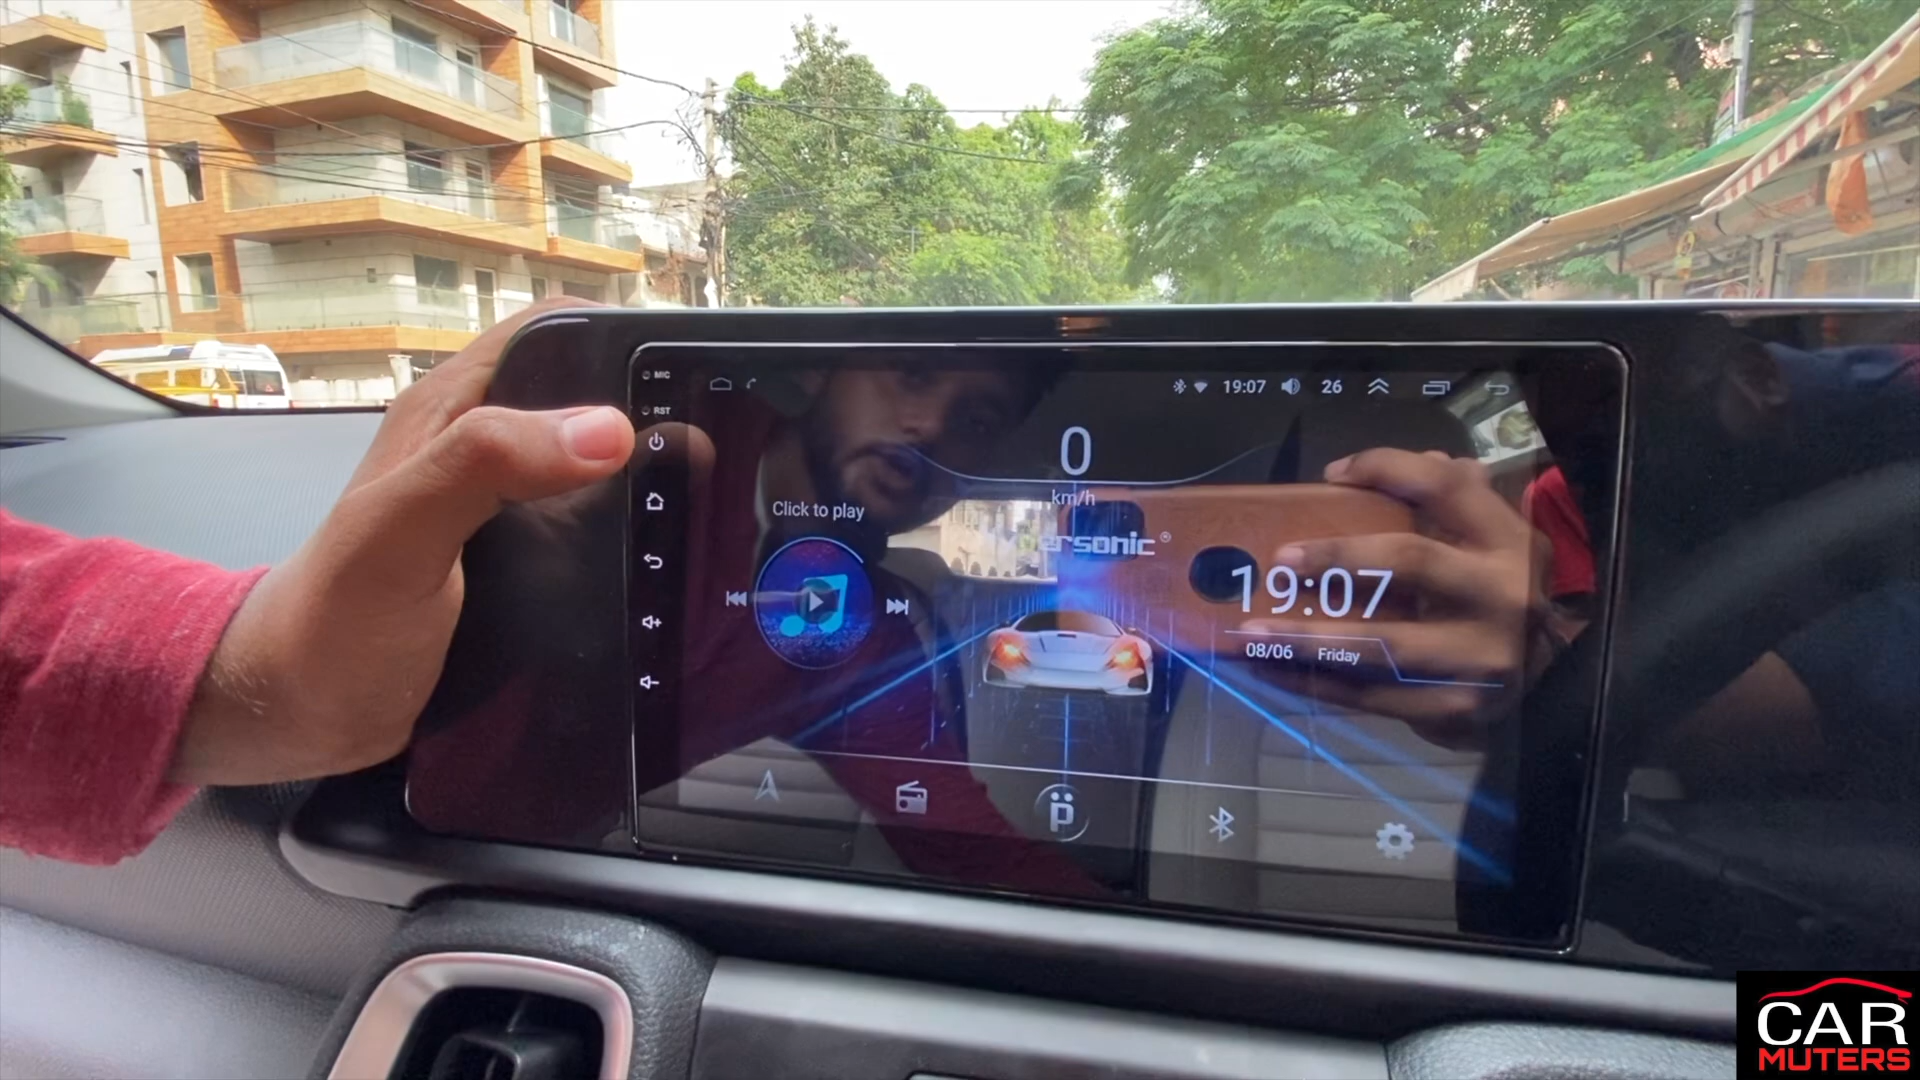 MIC
RST
19:07
26
0
km/h
Click to play
ersonic®
19:07
08/06 Friday
CAR
MUTERS